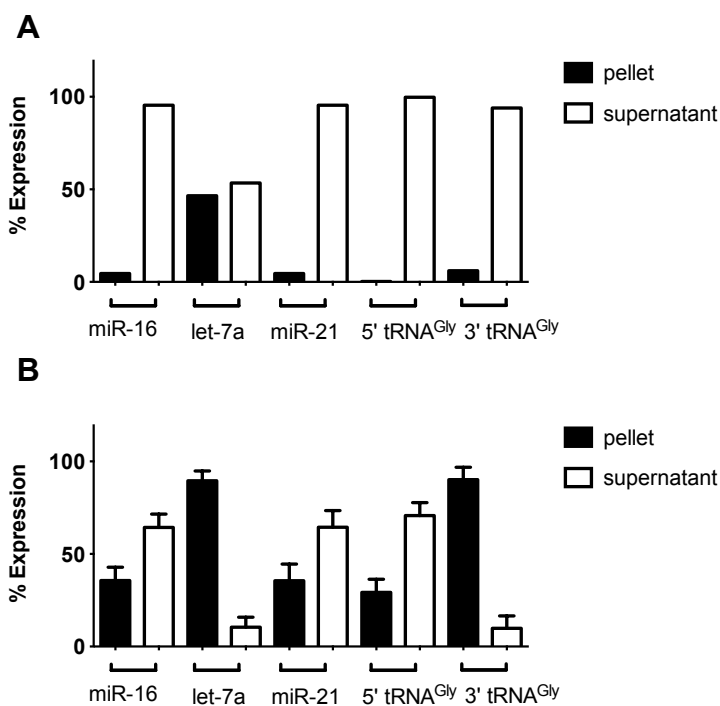 A
% Expression
100
50
0
pellet
supernatant
miR-16 let-7a miR-21 5' tRNAGly 3' tRNAGly
B
% Expression
100
50
0
pellet
supernatant
miR-16 let-7a miR-21 5' tRNAGly 3' tRNAGly